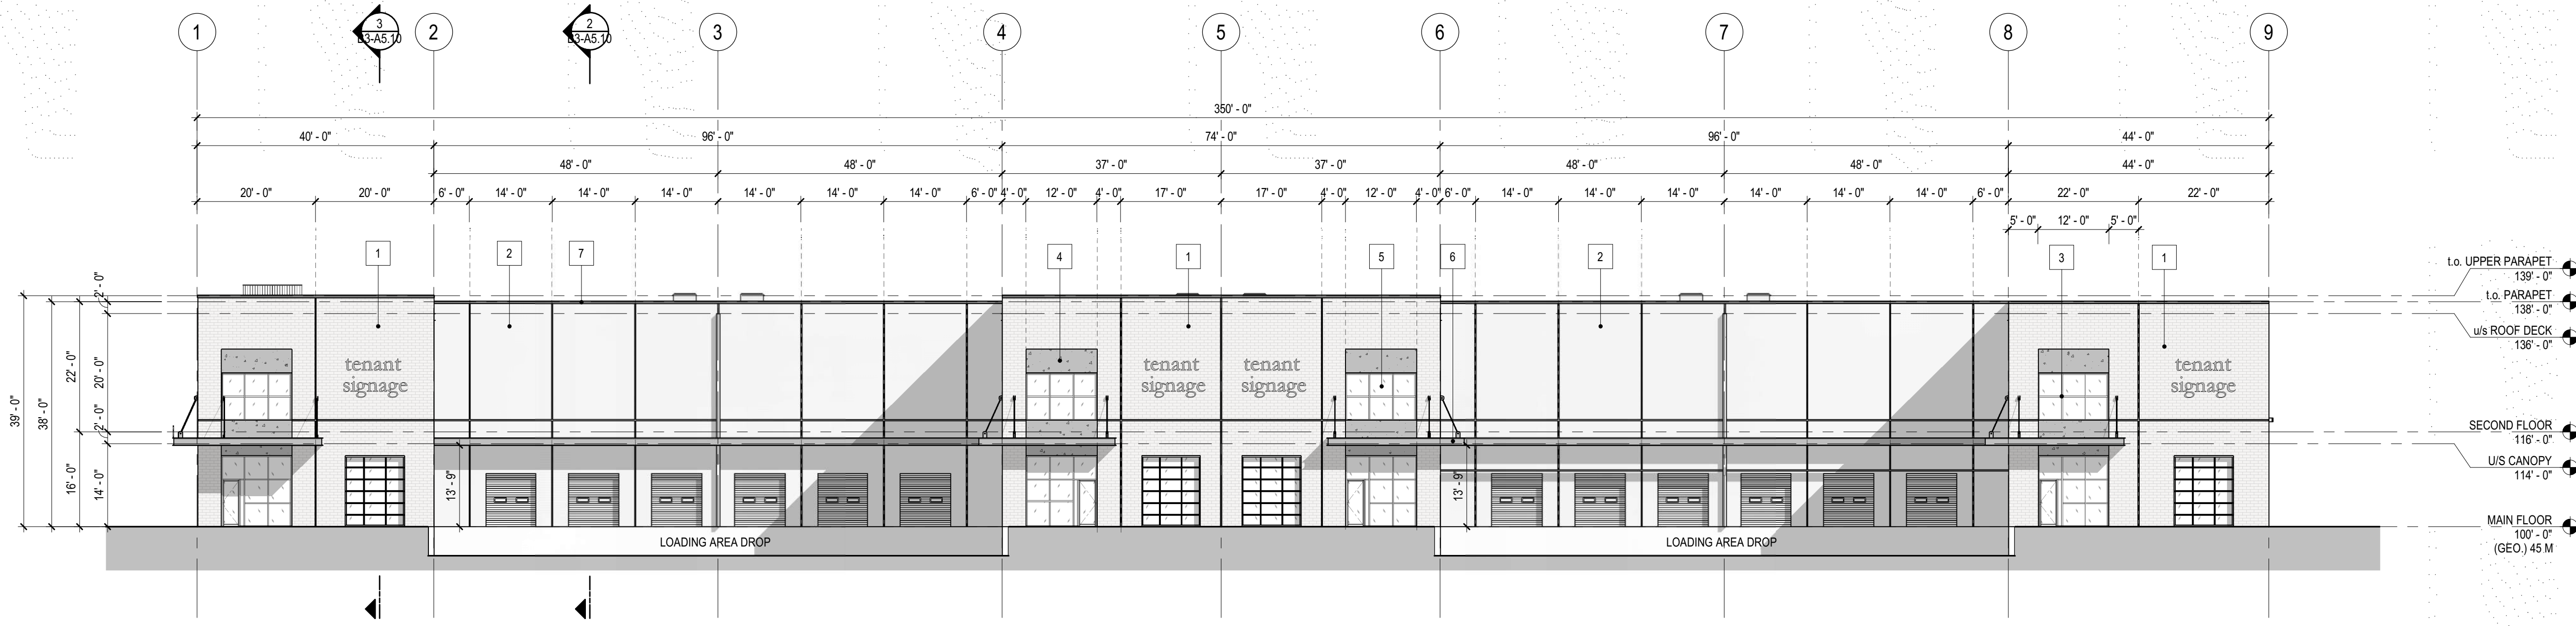 1
3
B3-A5.10
2
2
B3-A5.10
3
4
5
6
7
8
9
350' - 0"
40' - 0"
96' - 0"
74' - 0"
96' - 0"
44' - 0"
48' - 0"
48' - 0"
37' - 0"
37' - 0"
48' - 0"
48' - 0"
44' - 0"
20' - 0"
20' - 0"
6' - 0"
14' - 0"
14' - 0"
14' - 0"
14' - 0"
14' - 0"
14' - 0"
6' - 0"
4' - 0"
12' - 0"
4' - 0"
17' - 0"
17' - 0"
4' - 0"
12' - 0"
4' - 0"
6' - 0"
14' - 0"
14' - 0"
14' - 0"
14' - 0"
14' - 0"
14' - 0"
6' - 0"
22' - 0"
22' - 0"
5' - 0"
12' - 0"
5' - 0"
1
2
7
4
1
5
6
2
3
1
t.o. UPPER PARAPET
139' - 0"
t.o. PARAPET
138' - 0"
u/s ROOF DECK
136' - 0"
SECOND FLOOR
116' - 0"
U/S CANOPY
114' - 0"
MAIN FLOOR
100' - 0"
(GEO.) 45 M
39' - 0"
38' - 0"
22' - 0"
16' - 0"
2' - 0"
20' - 0"
2' - 0"
14' - 0"
tenant
signage
tenant
signage
tenant
signage
tenant
signage
13' - 9"
13' - 9"
LOADING AREA DROP
LOADING AREA DROP